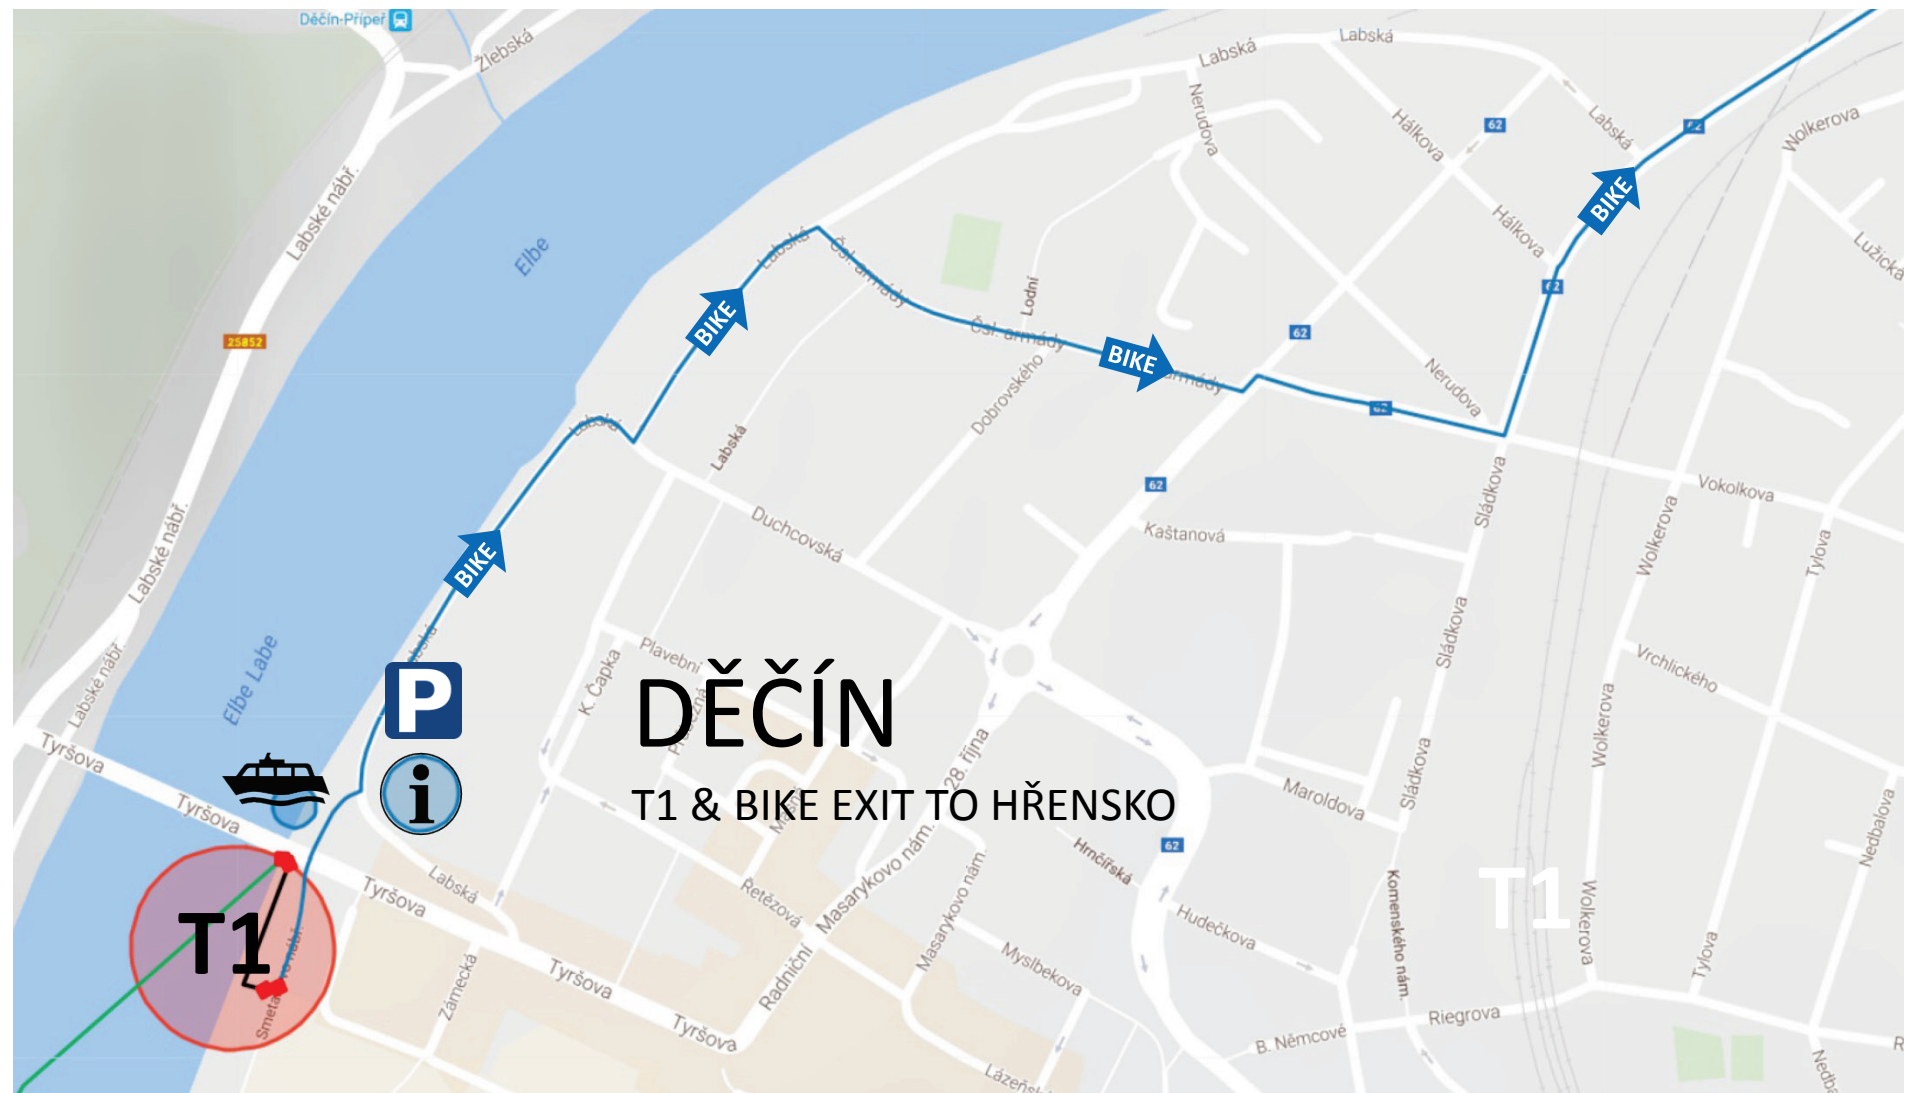 Děčín-Přípeř
Žlebská
Labská
Labská
Labská
Nerudova
Hálkova
62
62
Wolkerova
Labské nábř.
BIKE
Hálkova
Elbe
Labská
Čsl. armády
Lužická
62
Lodní
BIKE
25852
Čsl. armády
62
BIKE
armády
Dobrovského
Nerudova
62
Labská
Labská
62
Sládkova
Vokolkova
Labské nábř.
Duchcovská
Kaštanová
Wolkerova
Tylova
BIKE
Sládkova
Labské nábř.
Elbe Labe
P
K. Čapka
Plavební
DĚČÍN
Vrchlického
Wolkerova
Tyršova
28. října
Sládkova
Maroldova
Tyršova
i
T1 & BIKE EXIT TO HŘENSKO
Nedbalova
Masarykovo nám.
Hrnčířská
62
Labská
Tyršova
Řetězová
Masarykovo nám.
Komenského nám.
T1
Wolkerova
T1
Hudečkova
Zámecká
Tyršova
Radniční
Myslbekova
Tylova
Tyršova
B. Němcové
Riegrova